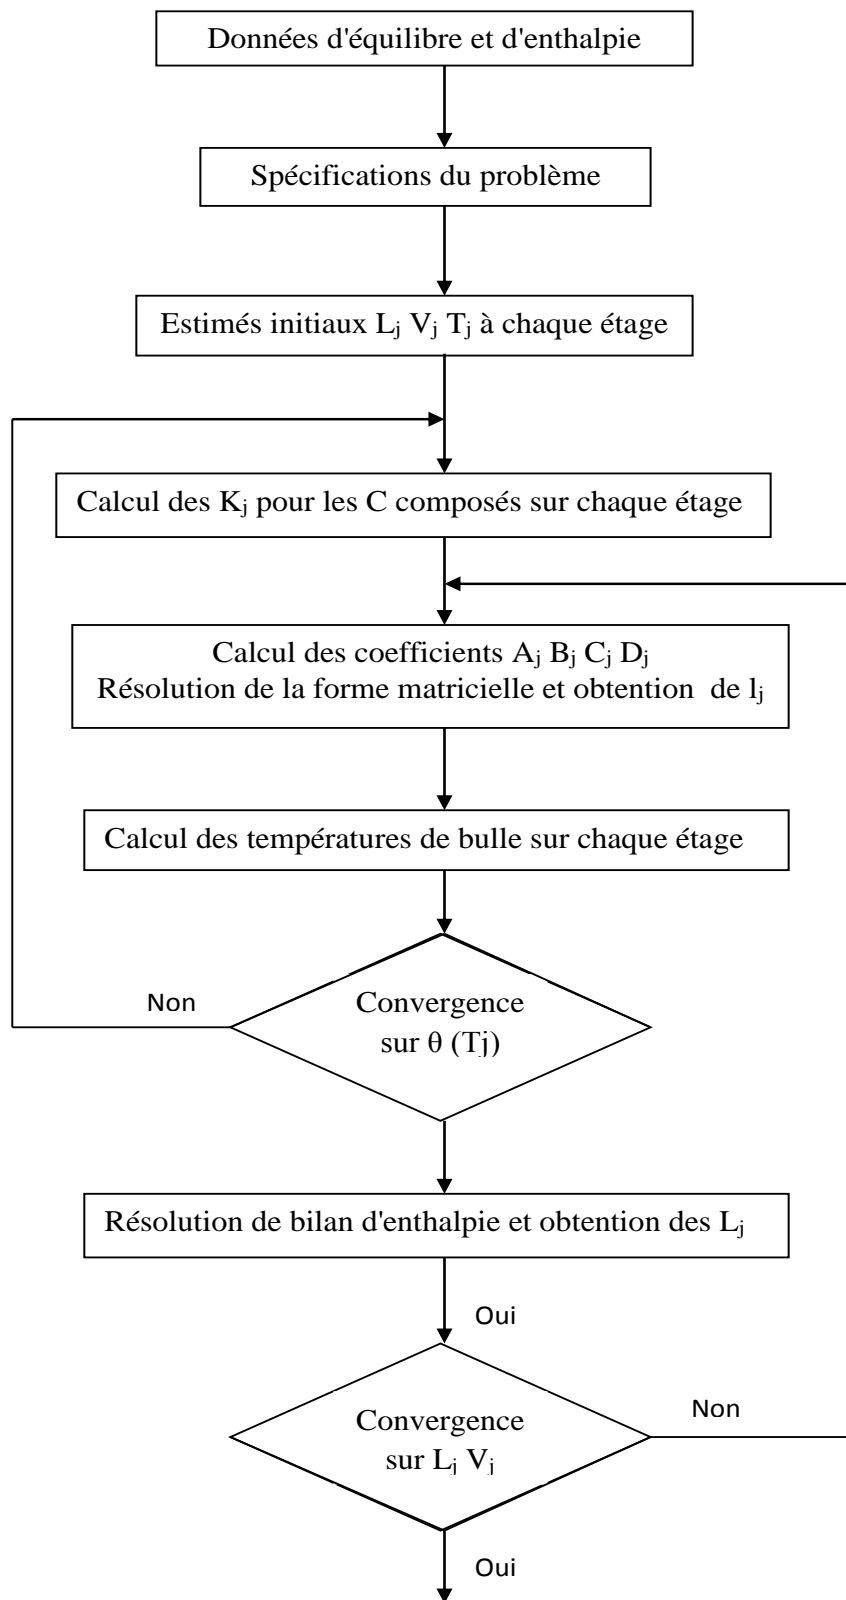 Données d'équilibre et d'enthalpie
Spécifications du problème
Estimés initiaux Lj Vj Tj à chaque étage
Calcul des Kj pour les C composés sur chaque étage
Calcul des coefficients Aj Bj Cj Dj
Résolution de la forme matricielle et obtention de lj
Calcul des températures de bulle sur chaque étage
Non
Convergence
sur θ (Tj)
Résolution de bilan d'enthalpie et obtention des Lj
Oui
Convergence
sur Lj Vj
Non
Oui